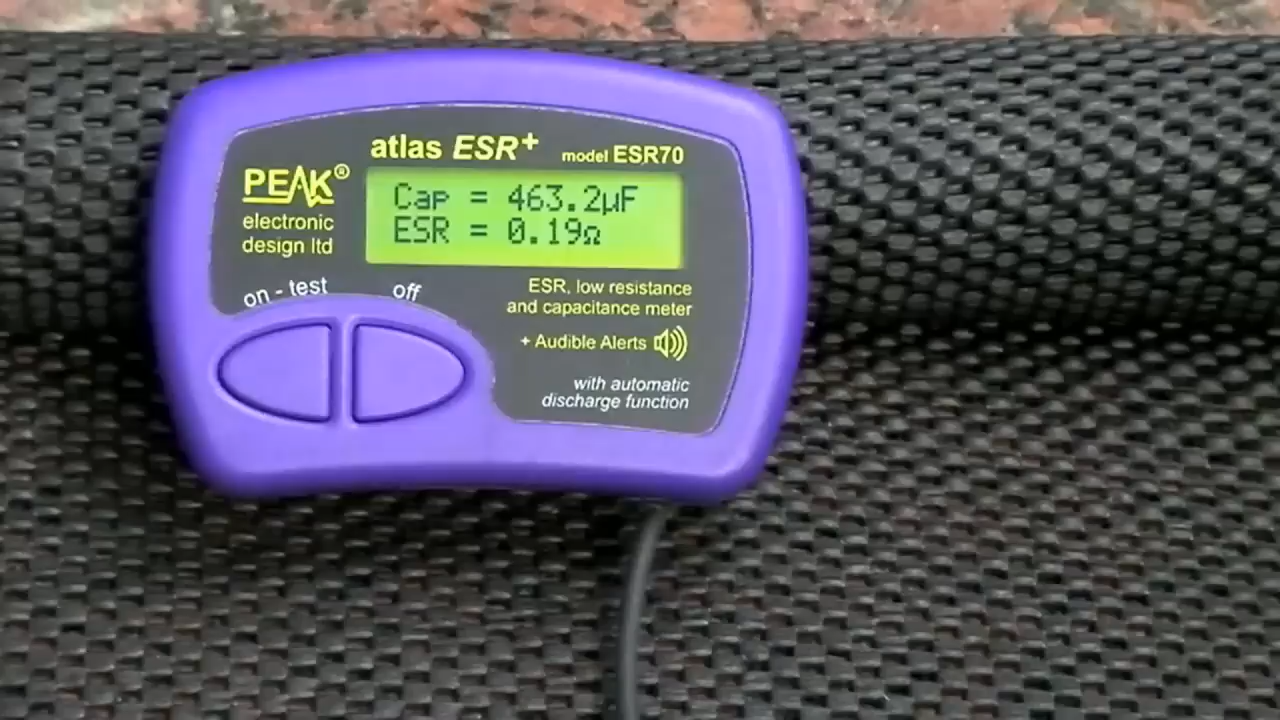 atlas ESR+ model ESR70
PEAK®
electronic
design ltd
Cap = 463.2µF
ESR = 0.19Ω
on - test
off
ESR, low resistance
and capacitance meter
+ Audible Alerts
with automatic
discharge function